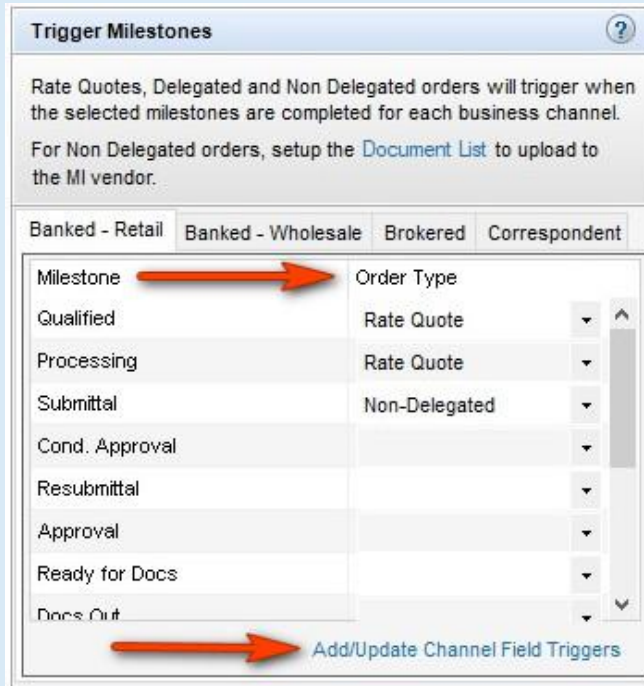 Trigger Milestones ?
Rate Quotes, Delegated and Non Delegated orders will trigger when
the selected milestones are completed for each business channel.
For Non Delegated orders, setup the Document List to upload to
the MI vendor.
Banked - Retail Banked - Wholesale Brokered Correspondent
Milestone Order Type
Qualified Rate Quote
Processing Rate Quote
Submittal Non-Delegated
Cond. Approval
Resubmittal
Approval
Ready for Docs
Docs Out
Add/Update Channel Field Triggers